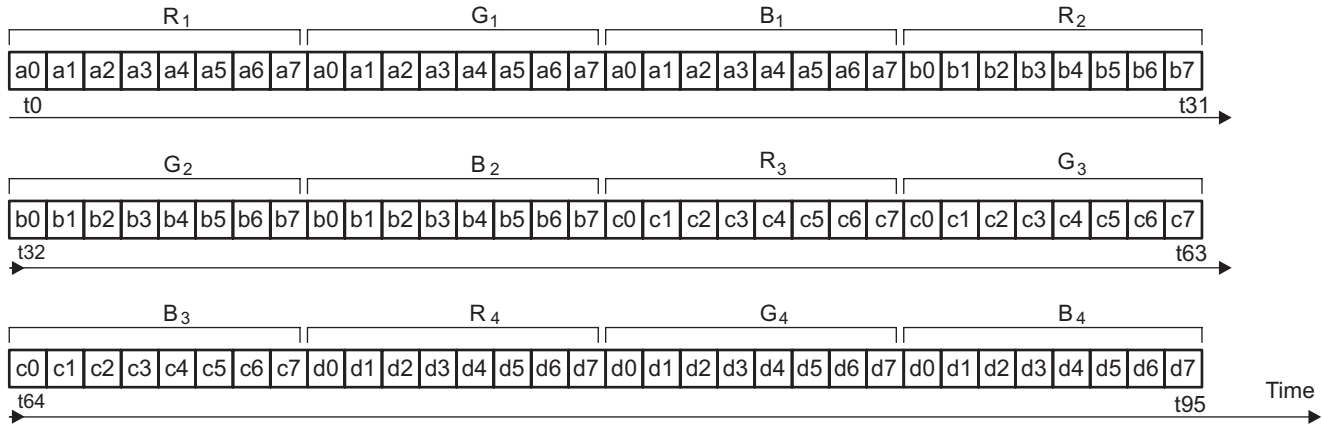 R1 G1 B1 R2
a0 a1 a2 a3 a4 a5 a6 a7 a0 a1 a2 a3 a4 a5 a6 a7 a0 a1 a2 a3 a4 a5 a6 a7 b0 b1 b2 b3 b4 b5 b6 b7
t0 t31
G2 B2 R3 G3
b0 b1 b2 b3 b4 b5 b6 b7 b0 b1 b2 b3 b4 b5 b6 b7 c0 c1 c2 c3 c4 c5 c6 c7 c0 c1 c2 c3 c4 c5 c6 c7
t32 t63
B3 R4 G4 B4
c0 c1 c2 c3 c4 c5 c6 c7 d0 d1 d2 d3 d4 d5 d6 d7 d0 d1 d2 d3 d4 d5 d6 d7 d0 d1 d2 d3 d4 d5 d6 d7
Time
t64 t95